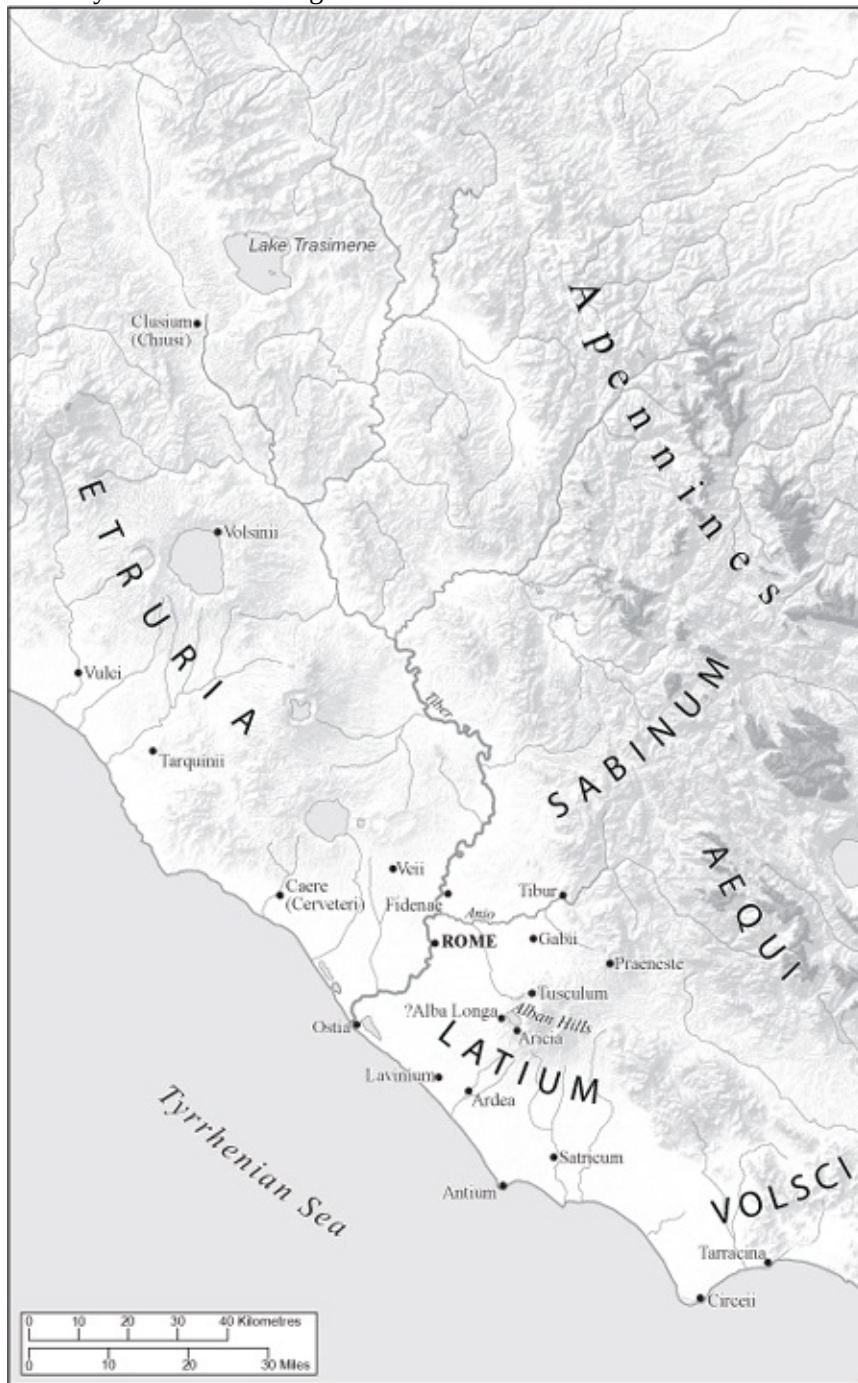 Lake Trasimene
Clusium
(Chiusi)
Apennines
ETRURIA
Volsinii
Vulci
Tiber
Tarquinii
SABINUM
AEQUI
Veii
Caere
(Cerveteri)
Fidenae
Tibur
Anio
ROME
Gabii
Praeneste
Tusculum
?Alba Longa
Alban Hills
Ostia
Aricia
LATIUM
Lavinium
Ardea
Tyrrhenian Sea
Satricum
Antium
VOLSCI
Tarracina
Circeii
0 10 20 30 40 Kilometres
0 10 20 30 Miles